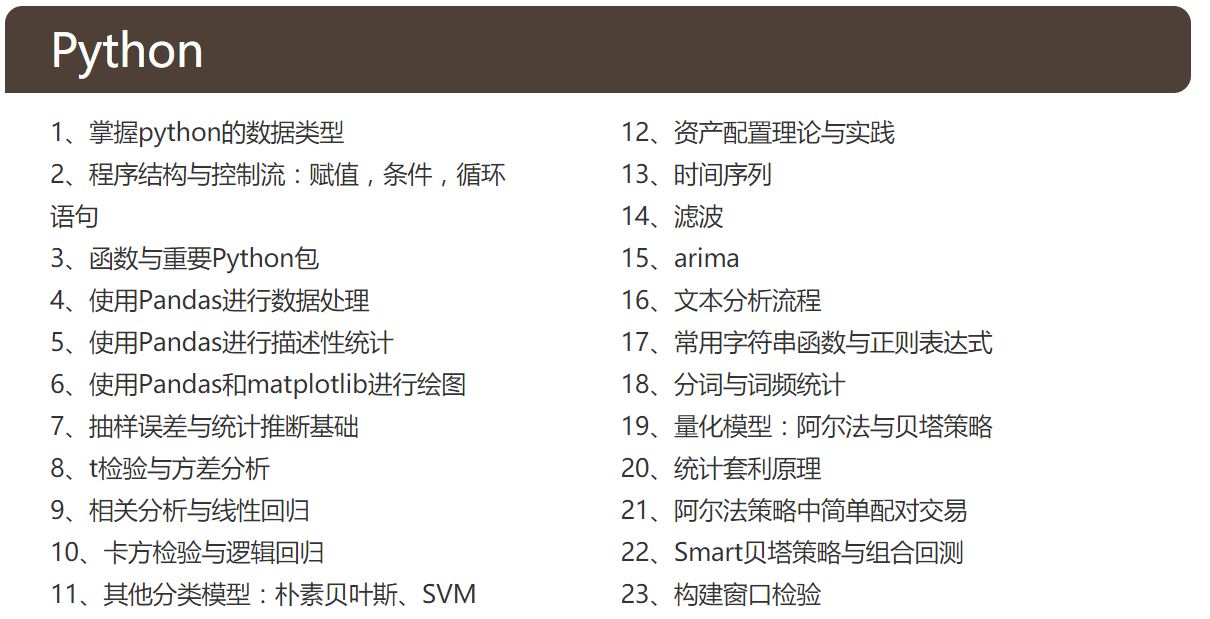 Python
1、掌握python的数据类型
2、程序结构与控制流：赋值，条件，循环
语句
3、函数与重要Python包
4、使用Pandas进行数据处理
5、使用Pandas进行描述性统计
6、使用Pandas和matplotlib进行绘图
7、抽样误差与统计推断基础
8、t检验与方差分析
9、相关分析与线性回归
10、卡方检验与逻辑回归
11、其他分类模型：朴素贝叶斯、SVM
12、资产配置理论与实践
13、时间序列
14、滤波
15、arima
16、文本分析流程
17、常用字符串函数与正则表达式
18、分词与词频统计
19、量化模型：阿尔法与贝塔策略
20、统计套利原理
21、阿尔法策略中简单配对交易
22、Smart贝塔策略与组合回测
23、构建窗口检验